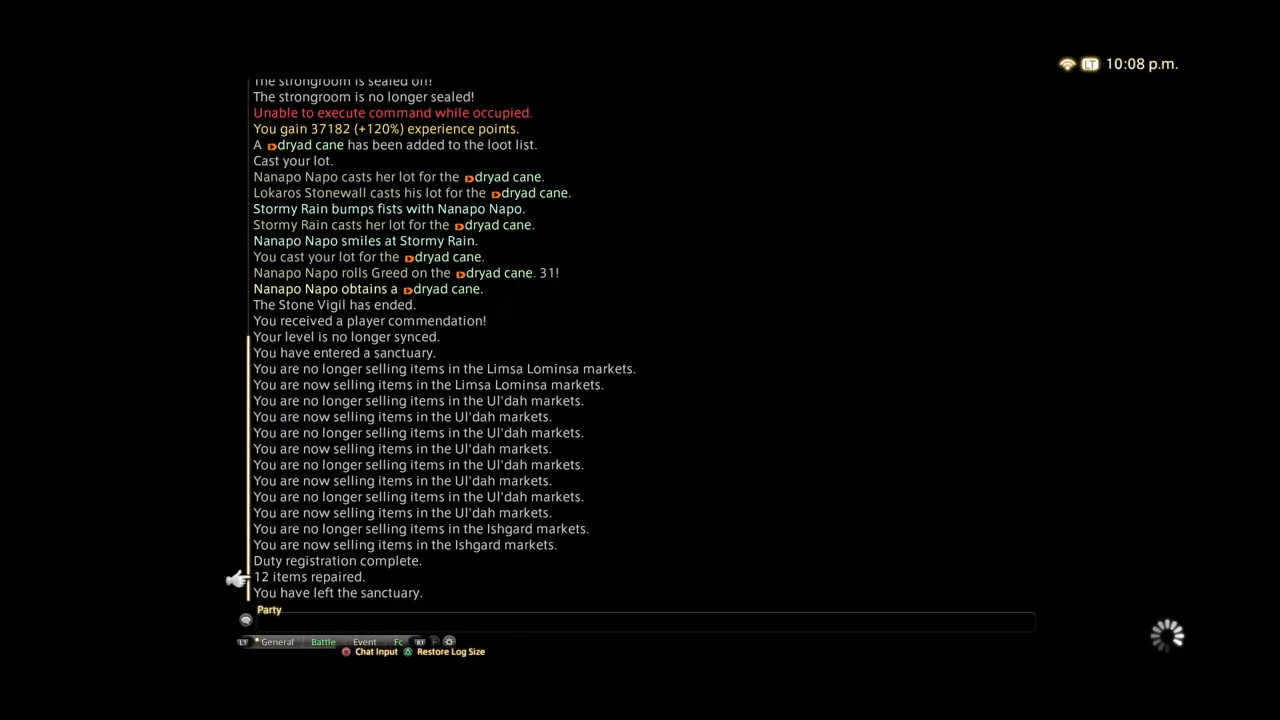 LT 10:08 p.m.
The strongroom is sealed off!
The strongroom is no longer sealed!
Unable to execute command while occupied.
You gain 37182 (+120%) experience points.
A dryad cane has been added to the loot list.
Cast your lot.
Nanapo Napo casts her lot for the dryad cane.
Lokaros Stonewall casts his lot for the dryad cane.
Stormy Rain bumps fists with Nanapo Napo.
Stormy Rain casts her lot for the dryad cane.
Nanapo Napo smiles at Stormy Rain.
You cast your lot for the dryad cane.
Nanapo Napo rolls Greed on the dryad cane. 31!
Nanapo Napo obtains a dryad cane.
The Stone Vigil has ended.
You received a player commendation!
Your level is no longer synced.
You have entered a sanctuary.
You are no longer selling items in the Limsa Lominsa markets.
You are now selling items in the Limsa Lominsa markets.
You are no longer selling items in the Ul'dah markets.
You are now selling items in the Ul'dah markets.
You are no longer selling items in the Ul'dah markets.
You are now selling items in the Ul'dah markets.
You are no longer selling items in the Ul'dah markets.
You are now selling items in the Ul'dah markets.
You are no longer selling items in the Ul'dah markets.
You are now selling items in the Ul'dah markets.
You are no longer selling items in the Ishgard markets.
You are now selling items in the Ishgard markets.
Duty registration complete.
12 items repaired.
You have left the sanctuary.
Party
L1 General Battle Event Fc R1
Chat Input Restore Log Size